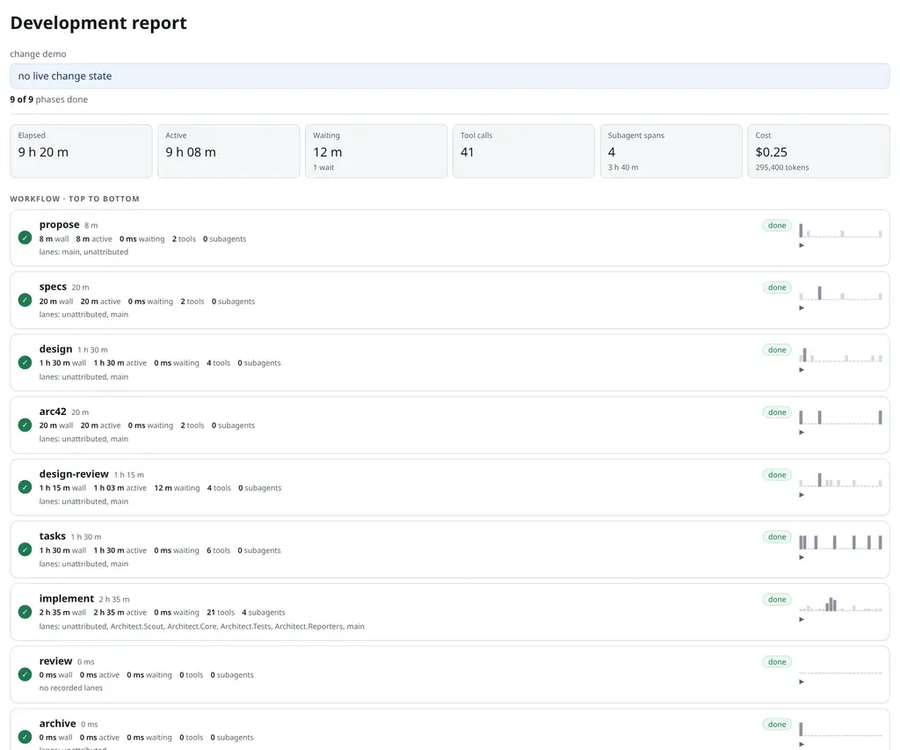 Development report
change demo
no live change state
9 of 9 phases done
Elapsed
9 h 20 m
Active
9 h 08 m
Waiting
12 m
1 wait
Tool calls
41
Subagent spans
4
3 h 40 m
Cost
$0.25
295,400 tokens
WORKFLOW · TOP TO BOTTOM
propose 8 m
8 m wall 8 m active 0 ms waiting 2 tools 0 subagents
lanes: main, unattributed
done
specs 20 m
20 m wall 20 m active 0 ms waiting 2 tools 0 subagents
lanes: unattributed, main
done
design 1 h 30 m
1 h 30 m wall 1 h 30 m active 0 ms waiting 4 tools 0 subagents
lanes: unattributed, main
done
arc42 20 m
20 m wall 20 m active 0 ms waiting 2 tools 0 subagents
lanes: unattributed, main
done
design-review 1 h 15 m
1 h 15 m wall 1 h 03 m active 12 m waiting 4 tools 0 subagents
lanes: unattributed, main
done
tasks 1 h 30 m
1 h 30 m wall 1 h 30 m active 0 ms waiting 6 tools 0 subagents
lanes: unattributed, main
done
implement 2 h 35 m
2 h 35 m wall 2 h 35 m active 0 ms waiting 21 tools 4 subagents
lanes: unattributed, Architect.Scout, Architect.Core, Architect.Tests, Architect.Reporters, main
done
review 0 ms
0 ms wall 0 ms active 0 ms waiting 0 tools 0 subagents
no recorded lanes
done
archive 0 ms
0 ms wall 0 ms active 0 ms waiting 0 tools 0 subagents
lanes: unattributed
done